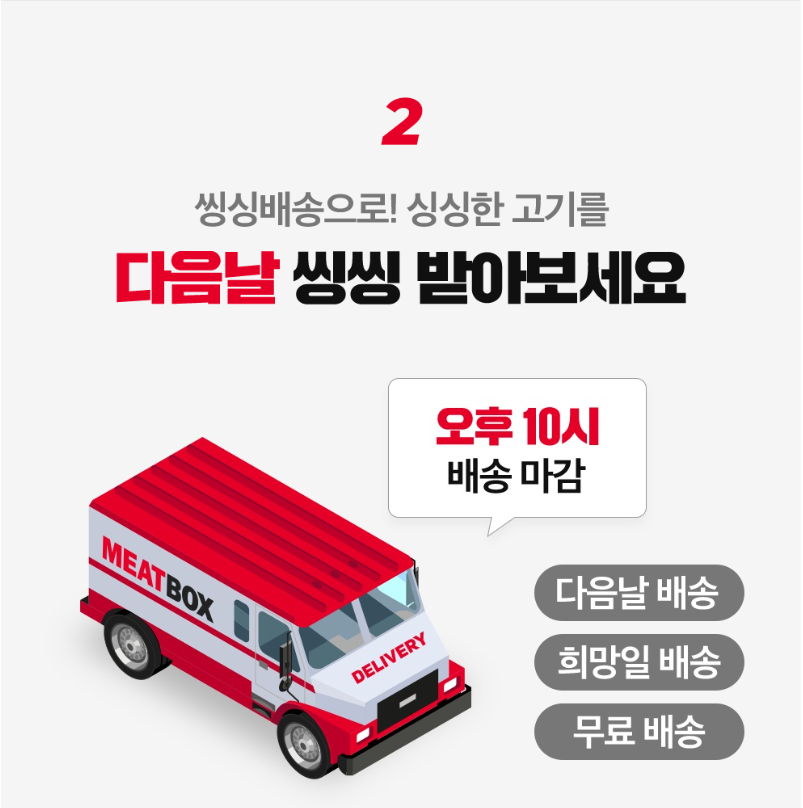 2
씽싱배송으로! 싱싱한 고기를
다음날 씽씽 받아보세요
오후 10시
배송 마감
MEATBOX
DELIVERY
다음날 배송
희망일 배송
무료 배송